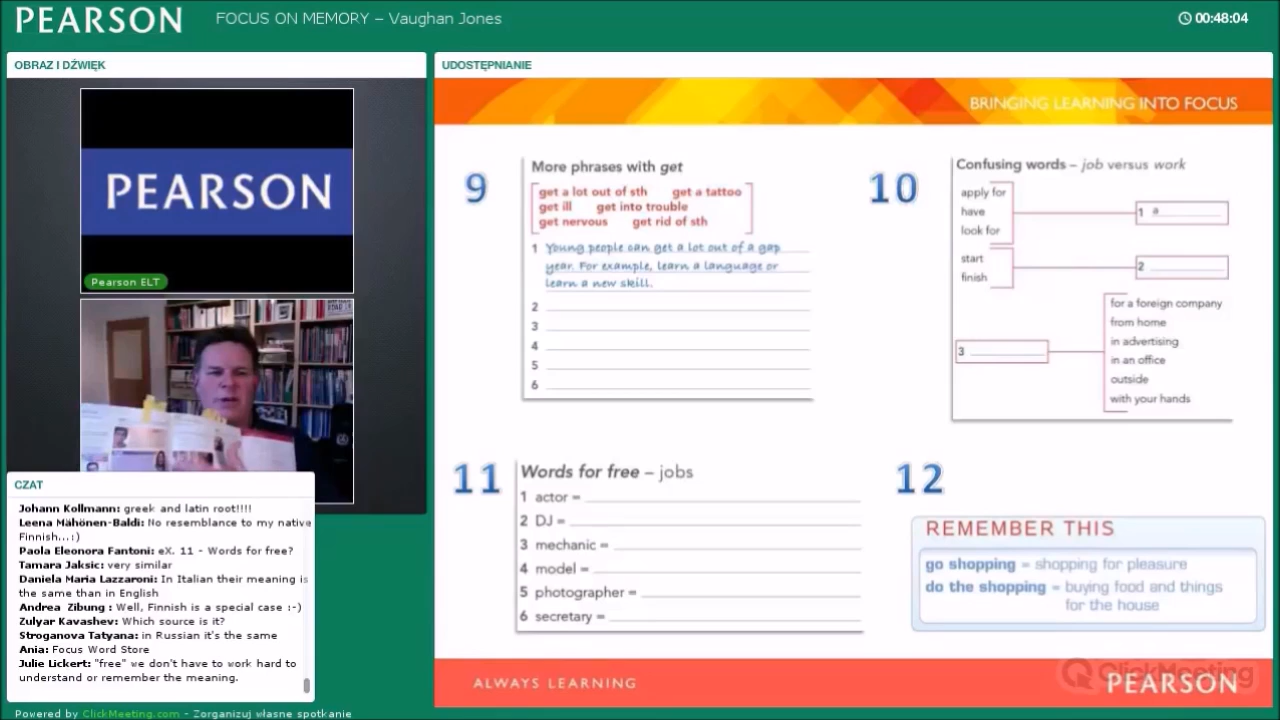 PEARSON
FOCUS ON MEMORY – Vaughan Jones
00:48:04
OBRAZ I DŹWIĘK
PEARSON
Pearson ELT
CZAT
Johann Kollmann: greek and latin root!!!!
Leena Mähönen-Baldi: No resemblance to my native
Finnish...:)
Paola Eleonora Fantoni: eX. 11 - Words for free?
Tamara Jaksic: very similar
Daniela Maria Lazzaroni: In Italian their meaning is
the same than in English
Andrea Zibung : Well, Finnish is a special case :-)
Zulyar Kavashev: Which source is it?
Stroganova Tatyana: in Russian it's the same
Ania: Focus Word Store
Julie Lickert: "free" we don't have to work hard to
understand or remember the meaning.
UDOSTĘPNIANIE
BRINGING LEARNING INTO FOCUS
9
More phrases with get
get a lot out of sth get a tattoo
get ill get into trouble
get nervous get rid of sth
1 Young people can get a lot out of a gap
year. For example, learn a language or
learn a new skill.
2
3
4
5
6
10
Confusing words – job versus work
apply for
have
look for
1 a
start
finish
2
3
for a foreign company
from home
in advertising
in an office
outside
with your hands
11
Words for free – jobs
1 actor =
2 DJ =
3 mechanic =
4 model =
5 photographer =
6 secretary =
12
REMEMBER THIS
go shopping = shopping for pleasure
do the shopping = buying food and things
for the house
ALWAYS LEARNING
ClickMeeting
PEARSON
Powered by ClickMeeting.com - Zorganizuj własne spotkanie